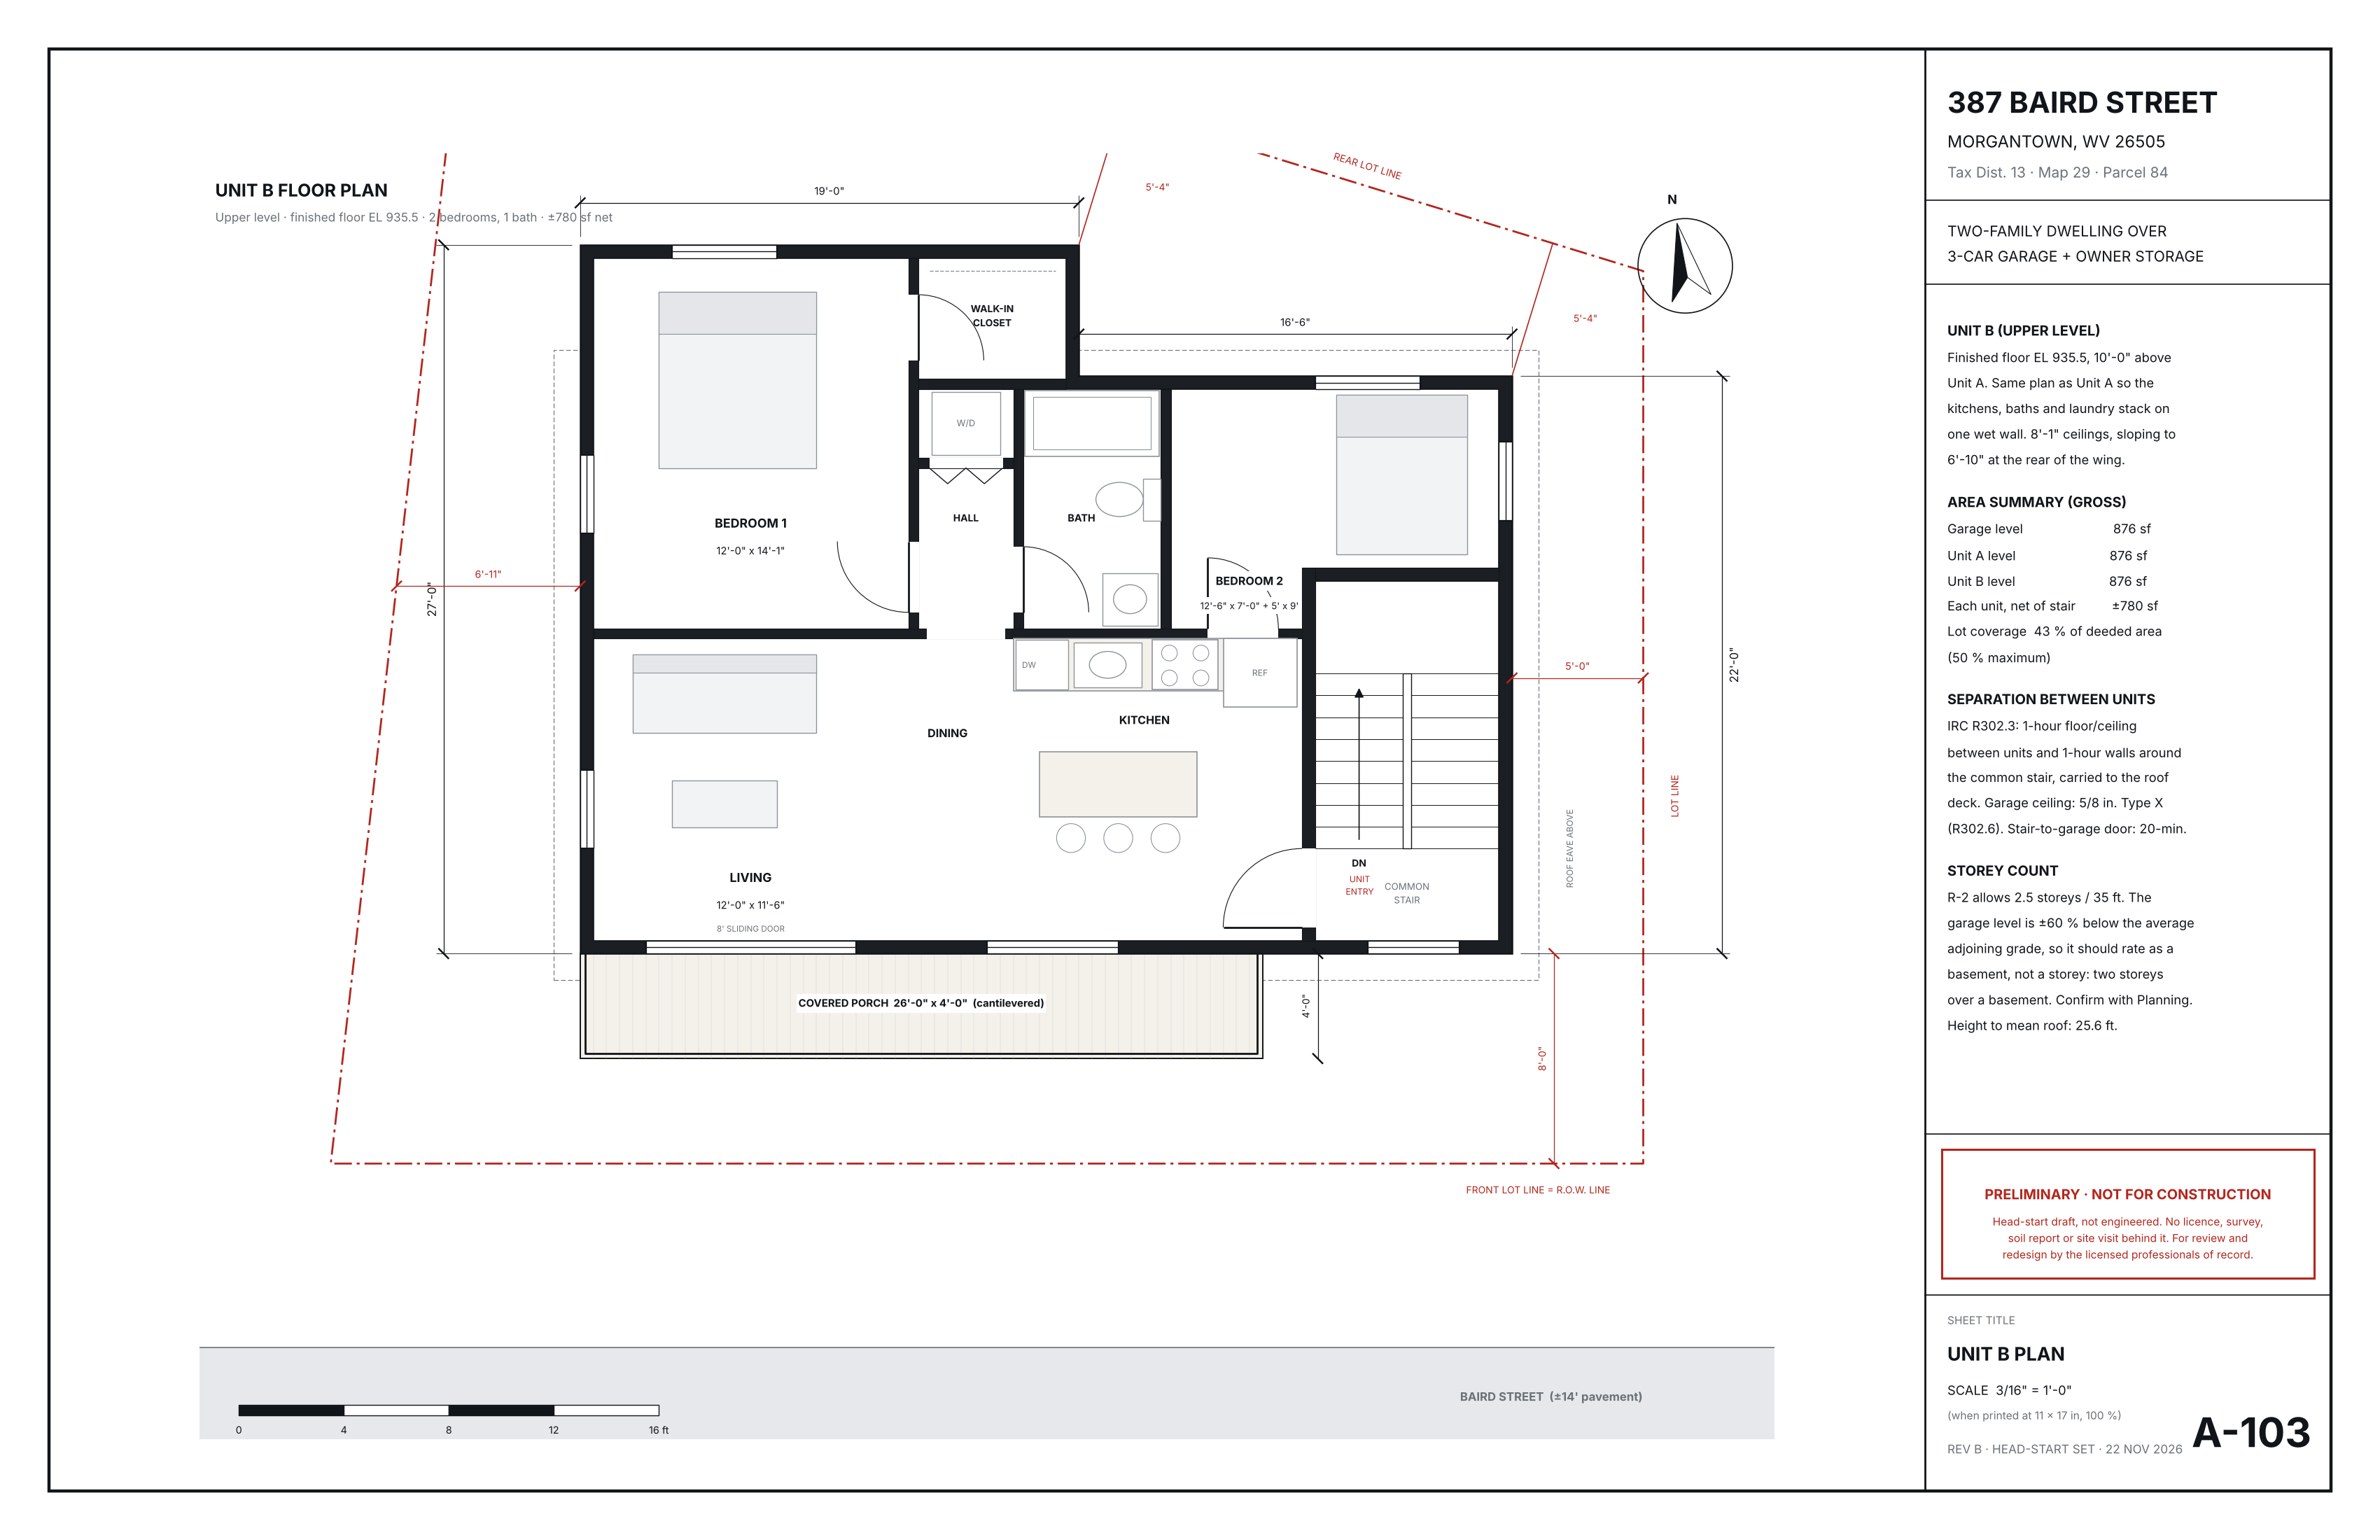 UNIT B FLOOR PLAN
Upper level · finished floor EL 935.5 · 2 bedrooms, 1 bath · ±780 sf net
19'-0"
5'-4"
REAR LOT LINE
N
16'-6"
5'-4"
WALK-IN
CLOSET
W/D
HALL
BATH
BEDROOM 1
12'-0" x 14'-1"
BEDROOM 2
12'-6" x 7'-0" + 5' x 9'
6'-11"
27'-0"
22'-0"
5'-0"
DW
REF
KITCHEN
DINING
LOT LINE
ROOF EAVE ABOVE
LIVING
12'-0" x 11'-6"
8' SLIDING DOOR
DN
UNIT
ENTRY
COMMON
STAIR
COVERED PORCH 26'-0" x 4'-0" (cantilevered)
4'-0"
8'-0"
FRONT LOT LINE = R.O.W. LINE
BAIRD STREET (±14' pavement)
0 4 8 12 16 ft
387 BAIRD STREET
MORGANTOWN, WV 26505
Tax Dist. 13 · Map 29 · Parcel 84
TWO-FAMILY DWELLING OVER
3-CAR GARAGE + OWNER STORAGE
UNIT B (UPPER LEVEL)
Finished floor EL 935.5, 10'-0" above
Unit A. Same plan as Unit A so the
kitchens, baths and laundry stack on
one wet wall. 8'-1" ceilings, sloping to
6'-10" at the rear of the wing.
AREA SUMMARY (GROSS)
Garage level 876 sf
Unit A level 876 sf
Unit B level 876 sf
Each unit, net of stair ±780 sf
Lot coverage 43 % of deeded area
(50 % maximum)
SEPARATION BETWEEN UNITS
IRC R302.3: 1-hour floor/ceiling
between units and 1-hour walls around
the common stair, carried to the roof
deck. Garage ceiling: 5/8 in. Type X
(R302.6). Stair-to-garage door: 20-min.
STOREY COUNT
R-2 allows 2.5 storeys / 35 ft. The
garage level is ±60 % below the average
adjoining grade, so it should rate as a
basement, not a storey: two storeys
over a basement. Confirm with Planning.
Height to mean roof: 25.6 ft.
PRELIMINARY · NOT FOR CONSTRUCTION
Head-start draft, not engineered. No licence, survey,
soil report or site visit behind it. For review and
redesign by the licensed professionals of record.
SHEET TITLE
UNIT B PLAN
SCALE 3/16" = 1'-0"
(when printed at 11 × 17 in, 100 %)
REV B · HEAD-START SET · 22 NOV 2026
A-103